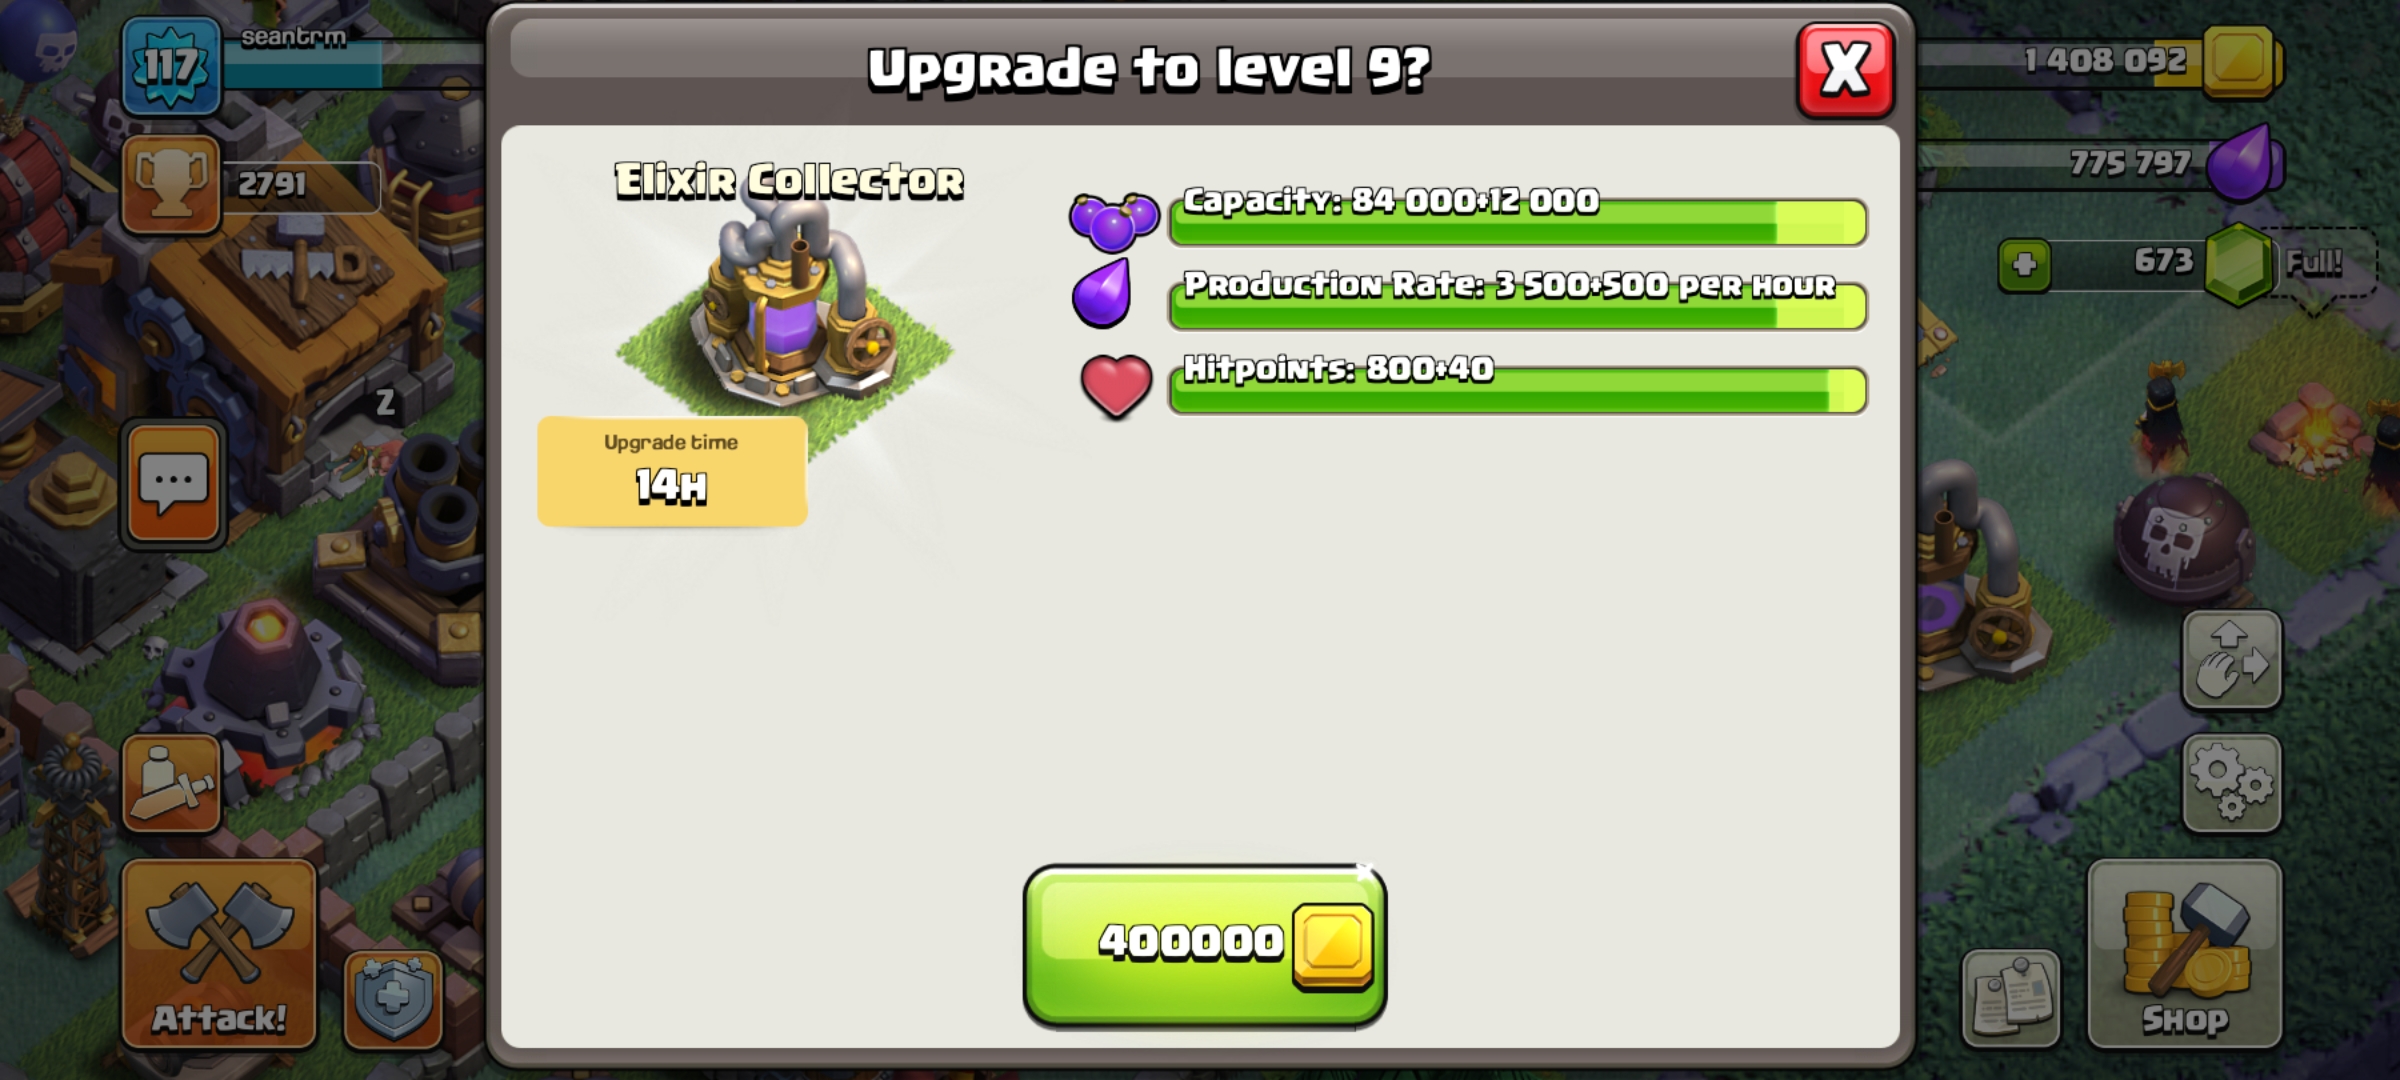 117
seantrm
Upgrade to level 9?
X
1 408 092
2791
Elixir Collector
775 797
Capacity: 84 000+12 000
673
Full!
Production Rate: 3 500+500 per Hour
Hitpoints: 800+40
Z
Upgrade time
14H
400000
Attack!
Shop